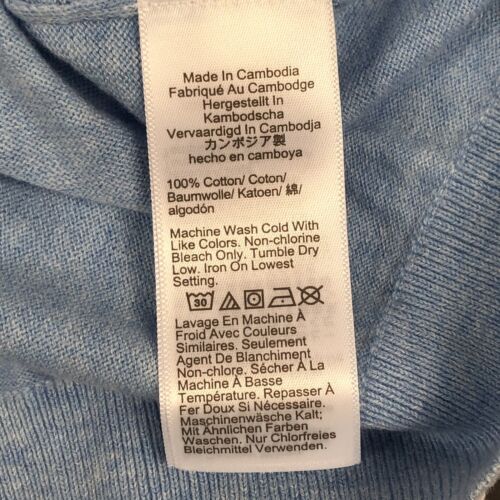 Made In Cambodia
Fabriqué Au Cambodge
Hergestellt In
Kambodscha
Vervaardigd In Cambodja
カンボジア製
hecho en camboya
100% Cotton/ Coton/
Baumwolle/ Katoen/ 綿/
algodón
Machine Wash Cold With
Like Colors. Non-chlorine
Bleach Only. Tumble Dry
Low. Iron On Lowest
Setting.
30
Lavage En Machine À
Froid Avec Couleurs
Similaires. Seulement
Agent De Blanchiment
Non-chlore. Sécher À La
Machine À Basse
Température. Repasser À
Fer Doux Si Nécessaire.
Maschinenwäsche Kalt;
Mit Ähnlichen Farben
Waschen. Nur Chlorfreies
Bleichmittel Verwenden.